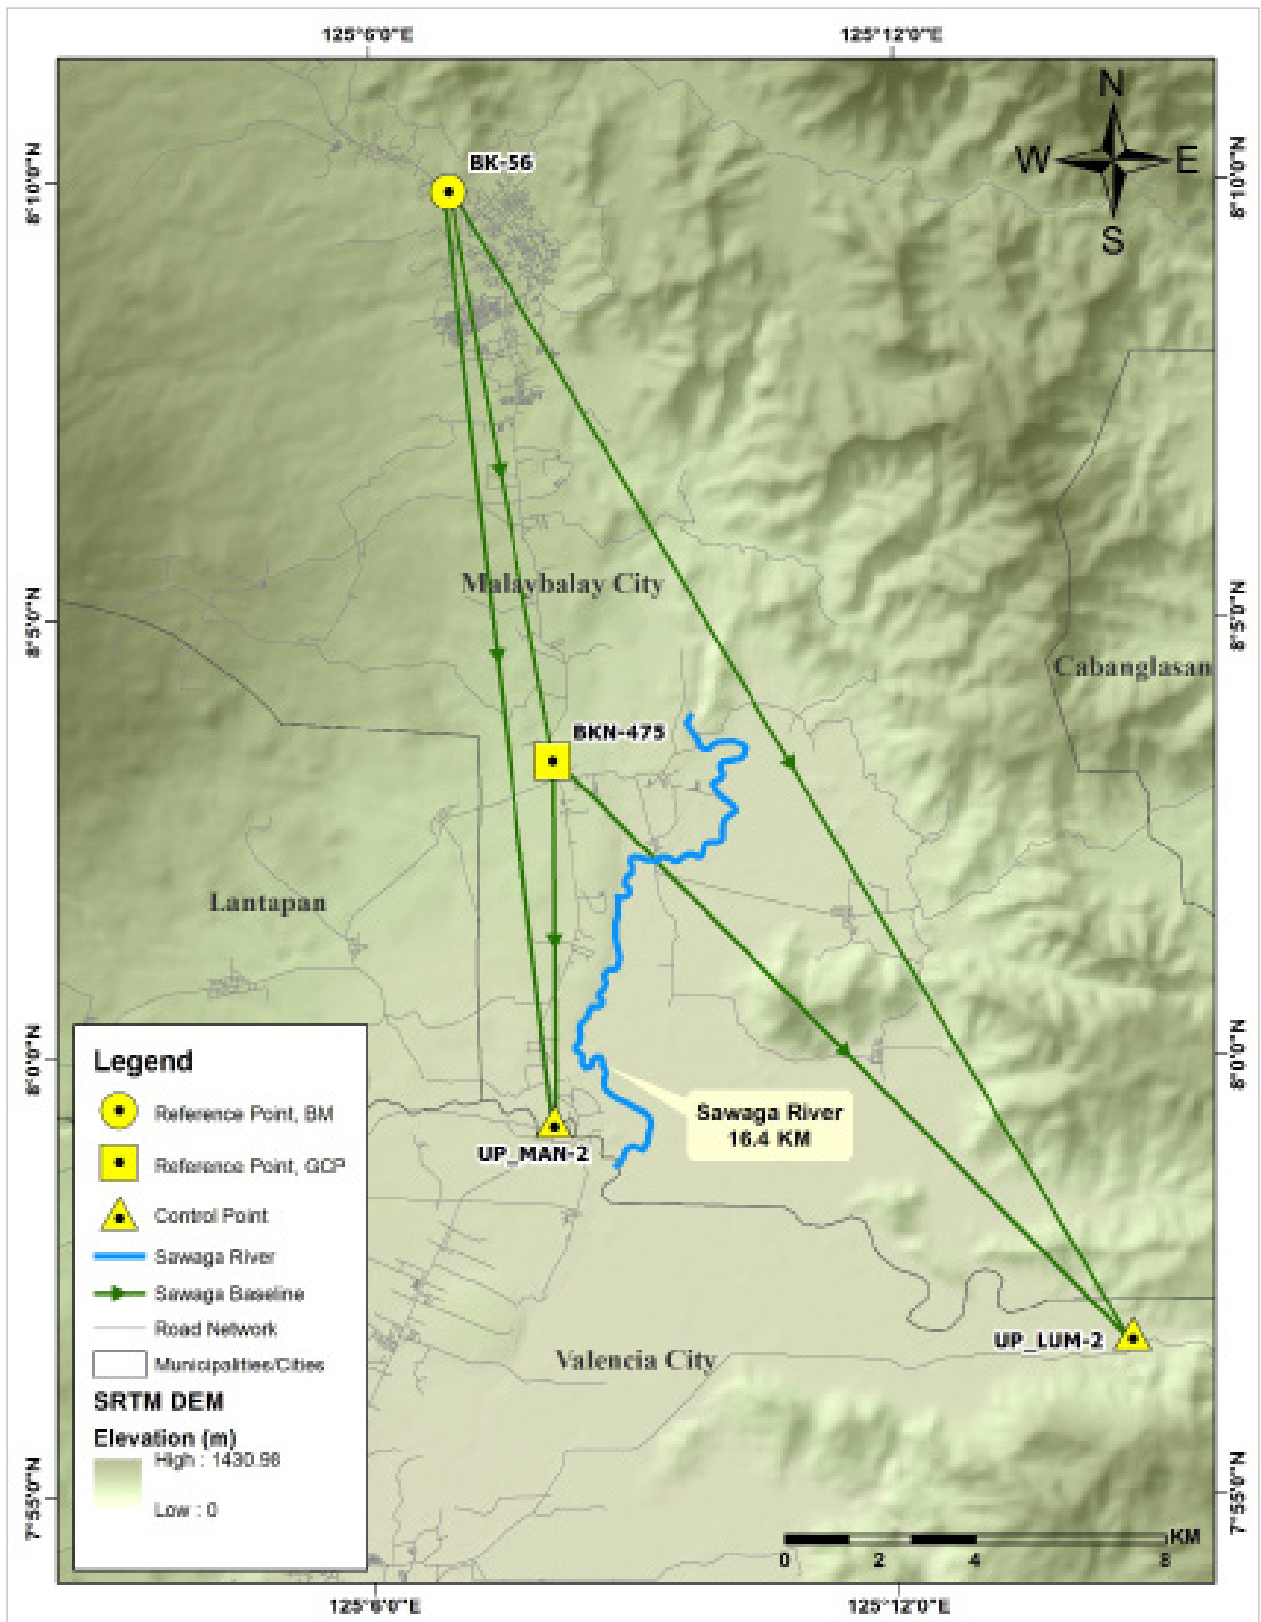 125°6'0"E
125°12'0"E
N
W
E
S
8°10'0"N
8°10'0"N
BK-56
8°5'0"N
8°5'0"N
Malaybalay City
Cabanglasan
BKN-475
Lantapan
8°0'0"N
8°0'0"N
Sawaga River
16.4 KM
UP_MAN-2
UP_LUM-2
Valencia City
Legend
Reference Point, BM
Reference Point, GCP
Control Point
Sawaga River
Sawaga Baseline
Road Network
Municipalities/Cities
SRTM DEM
Elevation (m)
High : 1430.98
Low : 0
7°55'0"N
7°55'0"N
KM
0 2 4 8
125°6'0"E
125°12'0"E